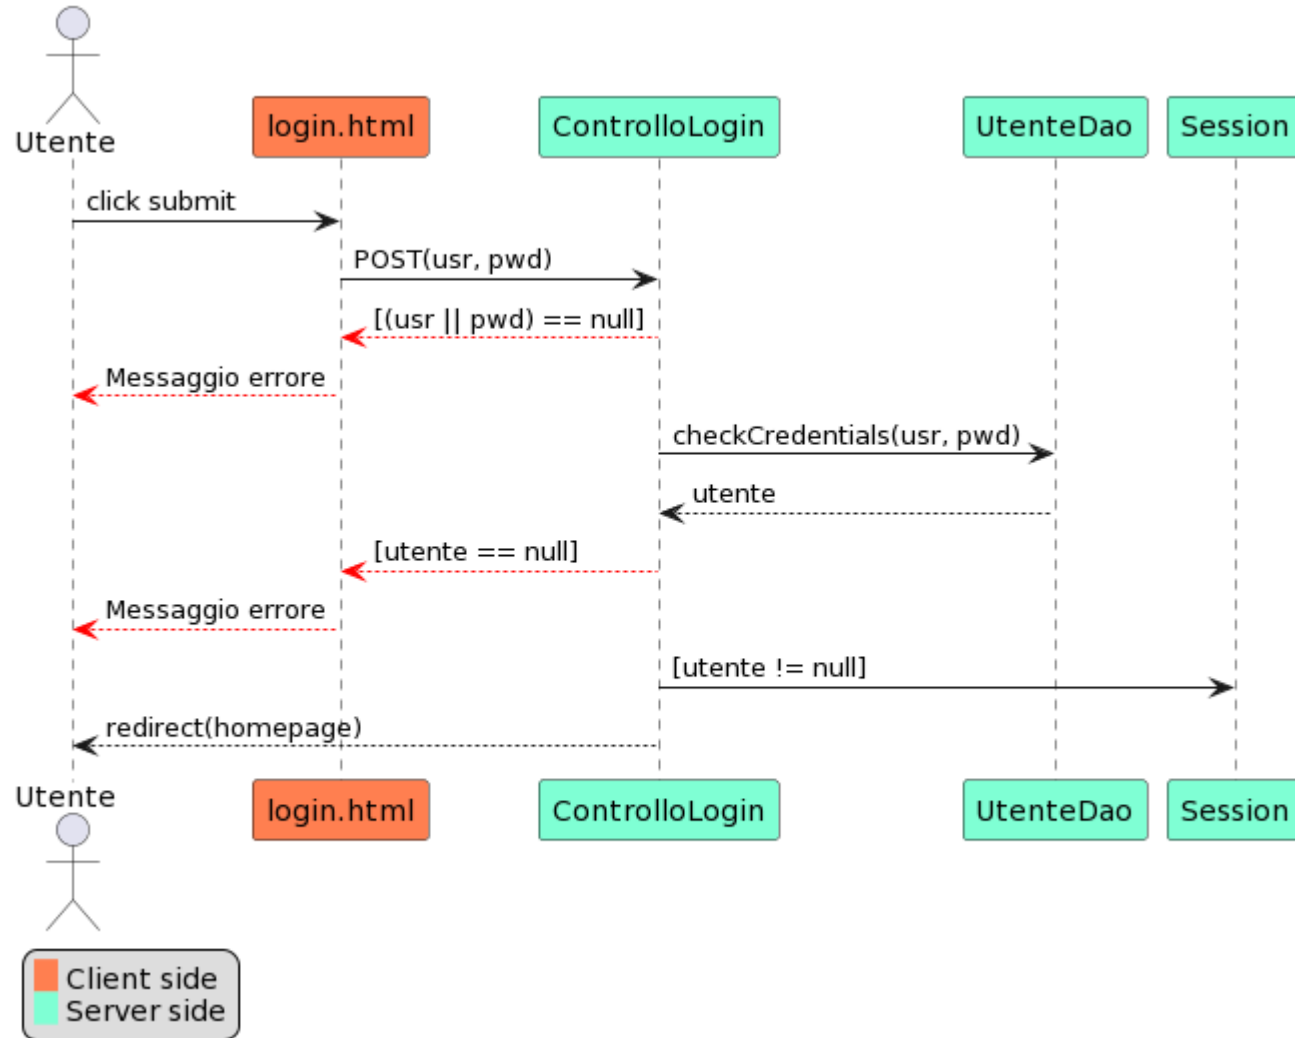 Utente
login.html
ControlloLogin
UtenteDao
Session
click submit
POST(usr, pwd)
[(usr || pwd) == null]
Messaggio errore
checkCredentials(usr, pwd)
utente
[utente == null]
Messaggio errore
[utente != null]
redirect(homepage)
Utente
login.html
ControlloLogin
UtenteDao
Session
Client side
Server side